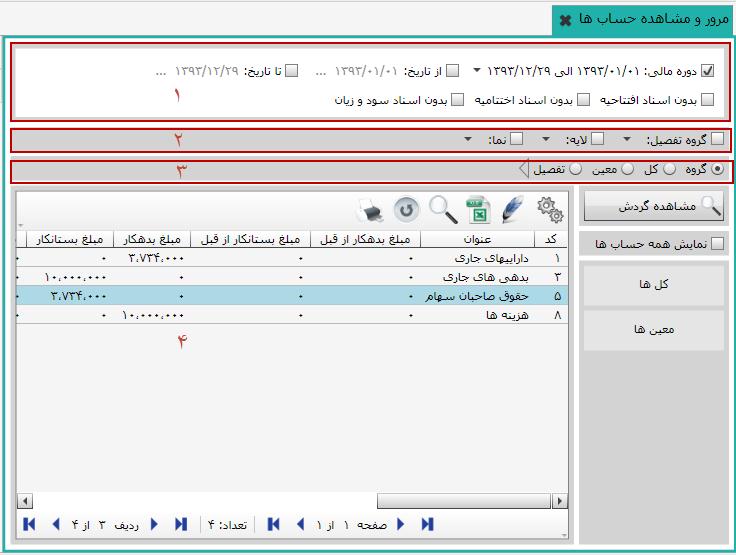 مرور و مشاهده حساب ها
دوره مالی: ۱۳۹۳/۰۱/۰۱ الی ۱۳۹۳/۱۲/۲۹ از تاریخ: ۱۳۹۳/۰۱/۰۱ ... تا تاریخ: ۱۳۹۳/۱۲/۲۹ ...
۱
بدون اسناد افتتاحیه بدون اسناد اختتامیه بدون اسناد سود و زیان
گروه تفصیل: لایه: نما: ۲
گروه کل معین تفصیل ۳
مشاهده گردش
نمایش همه حساب ها
کل ها
معین ها
کد عنوان مبلغ بدهکار از قبل مبلغ بستانکار از قبل مبلغ بدهکار مبلغ بستانکار
۱ داراییهای جاری ۰ ۰ ۳،۷۳۴،۰۰۰ ۰ ۰
۳ بدهی های جاری ۰ ۰ ۰ ۱۰،۰۰۰،۰۰۰ ۰
۵ حقوق صاحبان سهام ۰ ۰ ۰ ۳،۷۳۴،۰۰۰ ۰
۸ هزینه ها ۰ ۰ ۱۰،۰۰۰،۰۰۰ ۰ ۰
۴
صفحه ۱ از ۱ تعداد: ۴ ردیف ۳ از ۴